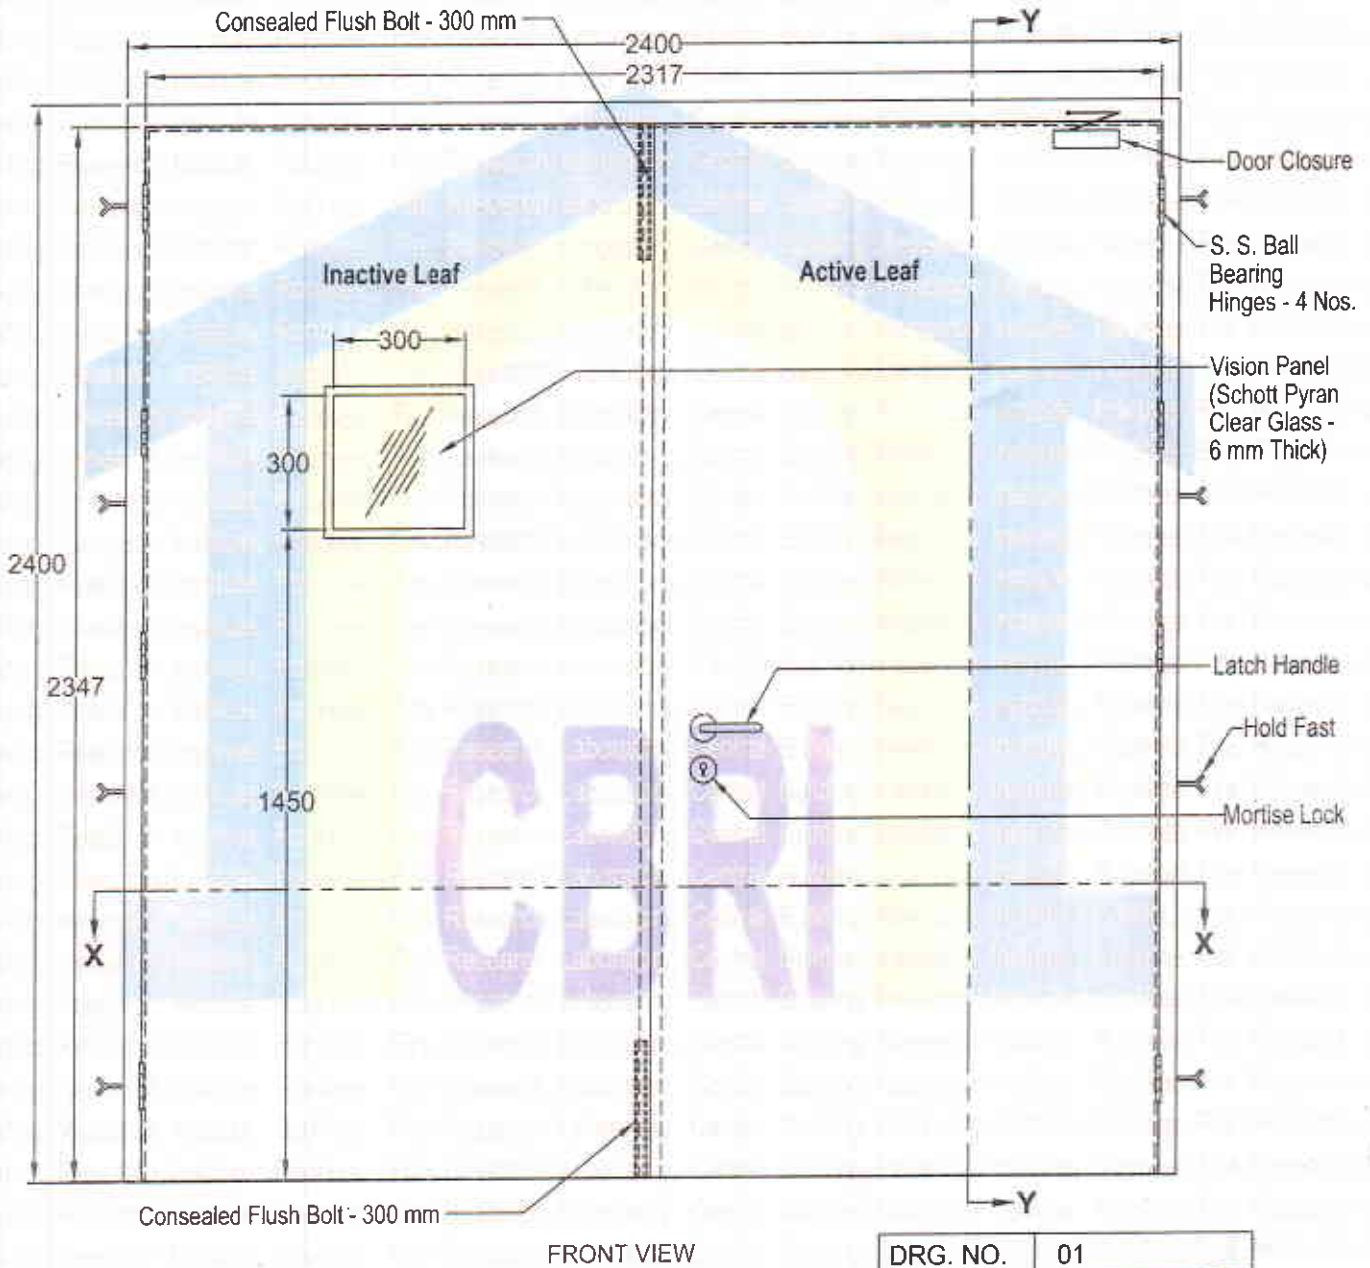 Consealed Flush Bolt - 300 mm
Y
2400
2317
Door Closure
Inactive Leaf
Active Leaf
S. S. Ball
Bearing
Hinges - 4 Nos.
300
Vision Panel
(Schott Pyran
Clear Glass -
6 mm Thick)
300
2400
2347
Latch Handle
Hold Fast
1450
Mortise Lock
CBRI
X
X
Y
Consealed Flush Bolt - 300 mm
FRONT VIEW
DRG. NO. 01